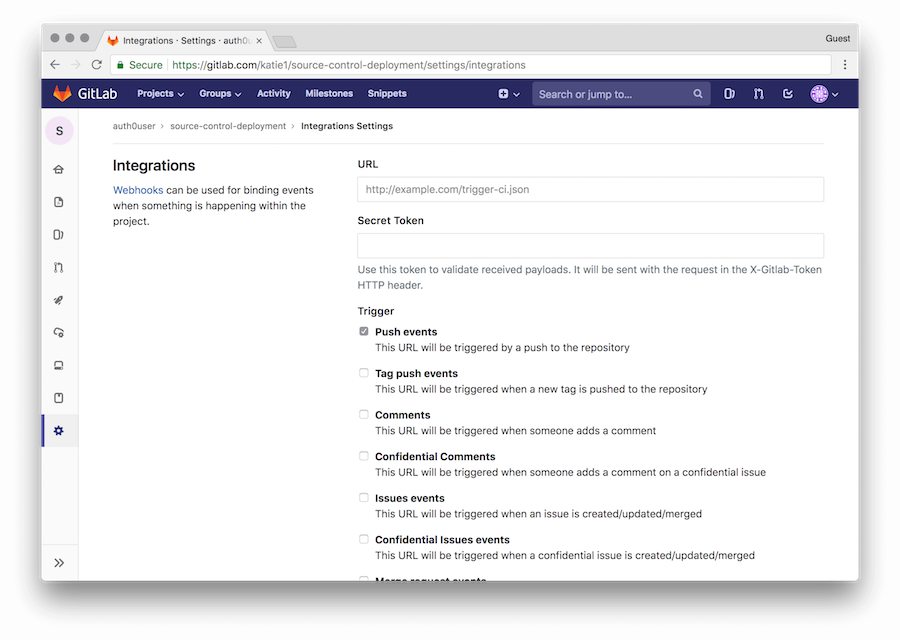 Integrations · Settings · auth0u
Guest
Secure https://gitlab.com/katie1/source-control-deployment/settings/integrations
GitLab Projects Groups Activity Milestones Snippets Search or jump to...
S
auth0user › source-control-deployment › Integrations Settings
Integrations
Webhooks can be used for binding events
when something is happening within the
project.
URL
http://example.com/trigger-ci.json
Secret Token
Use this token to validate received payloads. It will be sent with the request in the X-Gitlab-Token
HTTP header.
Trigger
Push events
This URL will be triggered by a push to the repository
Tag push events
This URL will be triggered when a new tag is pushed to the repository
Comments
This URL will be triggered when someone adds a comment
Confidential Comments
This URL will be triggered when someone adds a comment on a confidential issue
Issues events
This URL will be triggered when an issue is created/updated/merged
Confidential Issues events
This URL will be triggered when a confidential issue is created/updated/merged
Merge request events